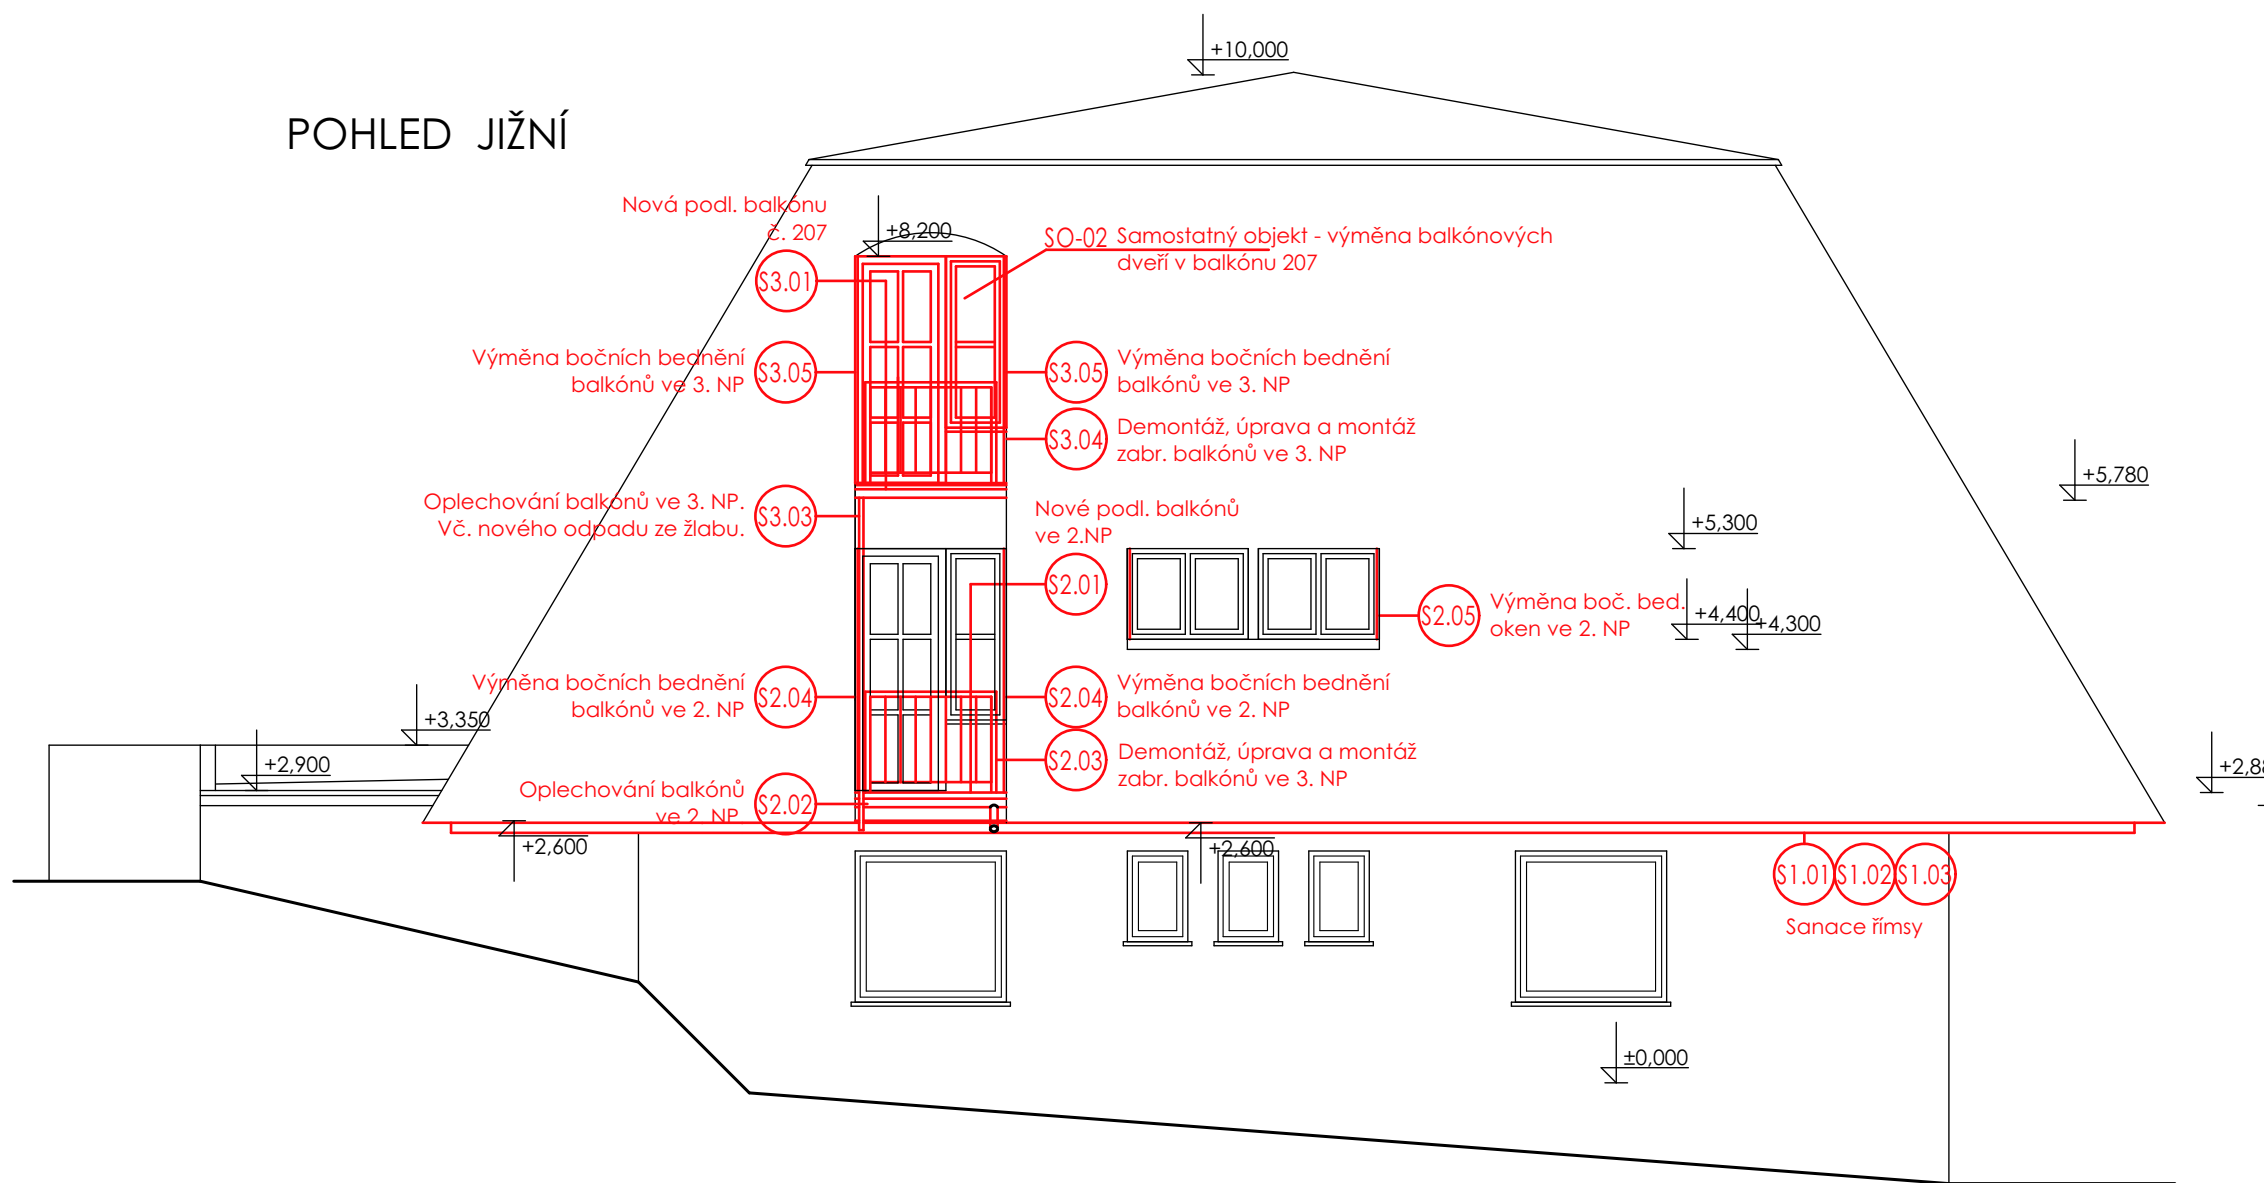 +10,000
POHLED JIŽNÍ
Nová podl. balkónu
č. 207
+8,200
SO-02 Samostatný objekt - výměna balkónových
dveří v balkónu 207
S3.01
Výměna bočních bednění
balkónů ve 3. NP
S3.05
S3.05
Výměna bočních bednění
balkónů ve 3. NP
S3.04
Demontáž, úprava a montáž
zabr. balkónů ve 3. NP
+5,780
Oplechování balkónů ve 3. NP.
Vč. nového odpadu ze žlabu.
S3.03
Nové podl. balkónů
ve 2.NP
+5,300
S2.01
S2.05
Výměna boč. bed.
oken ve 2. NP
+4,400
+4,300
Výměna bočních bednění
balkónů ve 2. NP
S2.04
S2.04
Výměna bočních bednění
balkónů ve 2. NP
+3,350
+2,900
S2.03
Demontáž, úprava a montáž
zabr. balkónů ve 3. NP
Oplechování balkónů
ve 2. NP
S2.02
+2,600
+2,600
S1.01
S1.02
S1.03
Sanace římsy
±0,000